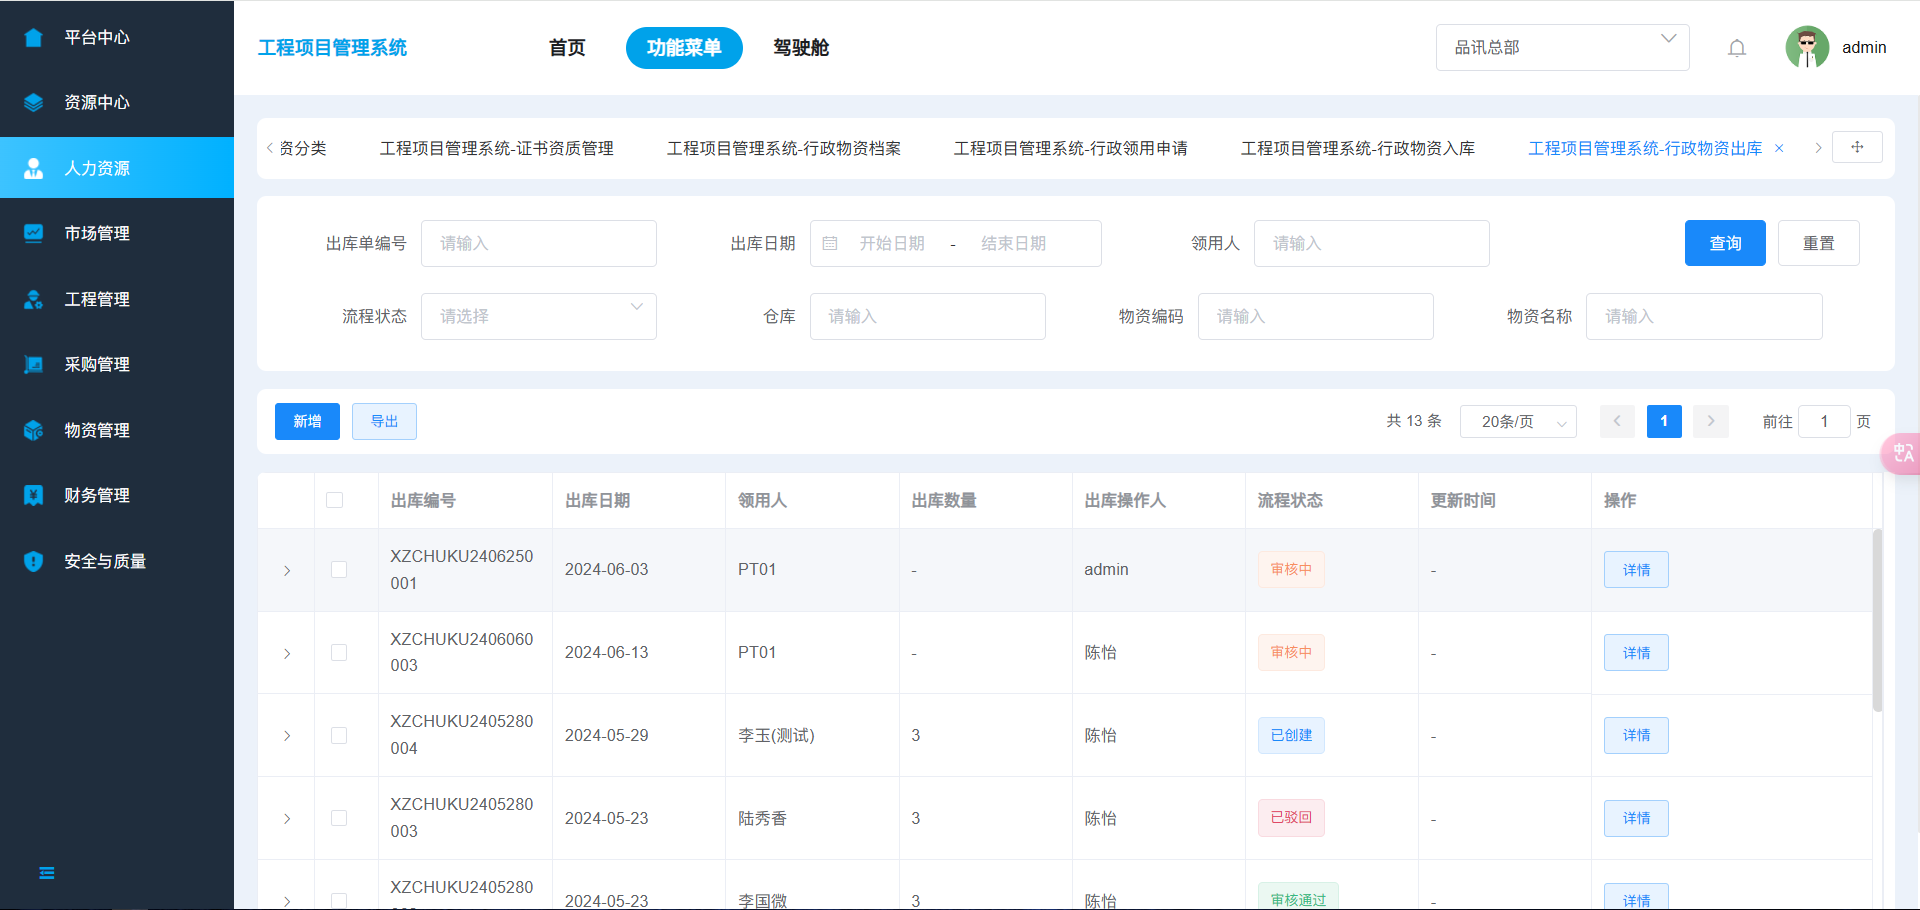 平台中心
资源中心
人力资源
市场管理
工程管理
采购管理
物资管理
财务管理
安全与质量
工程项目管理系统 首页 功能菜单 驾驶舱 品讯总部 admin
资分类 工程项目管理系统-证书资质管理 工程项目管理系统-行政物资档案 工程项目管理系统-行政领用申请 工程项目管理系统-行政物资入库 工程项目管理系统-行政物资出库
出库单编号 请输入 出库日期 开始日期 - 结束日期 领用人 请输入 查询 重置
流程状态 请选择 仓库 请输入 物资编码 请输入 物资名称 请输入
新增 导出 共 13 条 20条/页 1 前往 1 页
出库编号 出库日期 领用人 出库数量 出库操作人 流程状态 更新时间 操作
XZCHUKU2406250
001 2024-06-03 PT01 - admin 审核中 - 详情
XZCHUKU2406060
003 2024-06-13 PT01 - 陈怡 审核中 - 详情
XZCHUKU2405280
004 2024-05-29 李玉(测试) 3 陈怡 已创建 - 详情
XZCHUKU2405280
003 2024-05-23 陆秀香 3 陈怡 已驳回 - 详情
XZCHUKU2405280
2024-05-23 李国微 3 陈怡 审核通过 - 详情